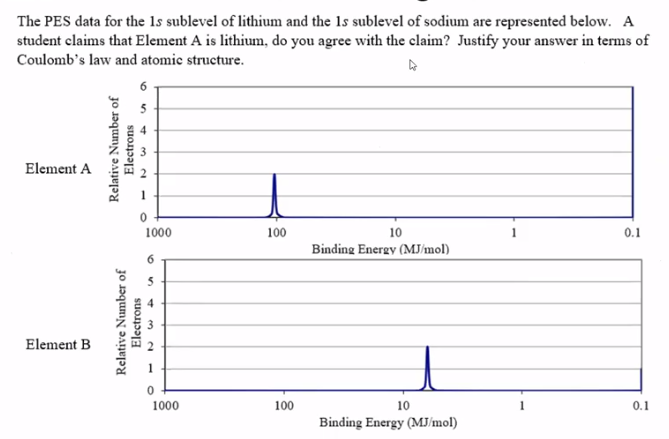 The PES data for the 1s sublevel of lithium and the 1s sublevel of sodium are represented below. A
student claims that Element A is lithium, do you agree with the claim? Justify your answer in terms of
Coulomb's law and atomic structure.
Element A
Relative Number of
Electrons
6
5
4
3
2
1
0
1000 100 10 1 0.1
Binding Energy (MJ/mol)
Element B
Relative Number of
Electrons
6
5
4
3
2
1
0
1000 100 10 1 0.1
Binding Energy (MJ/mol)